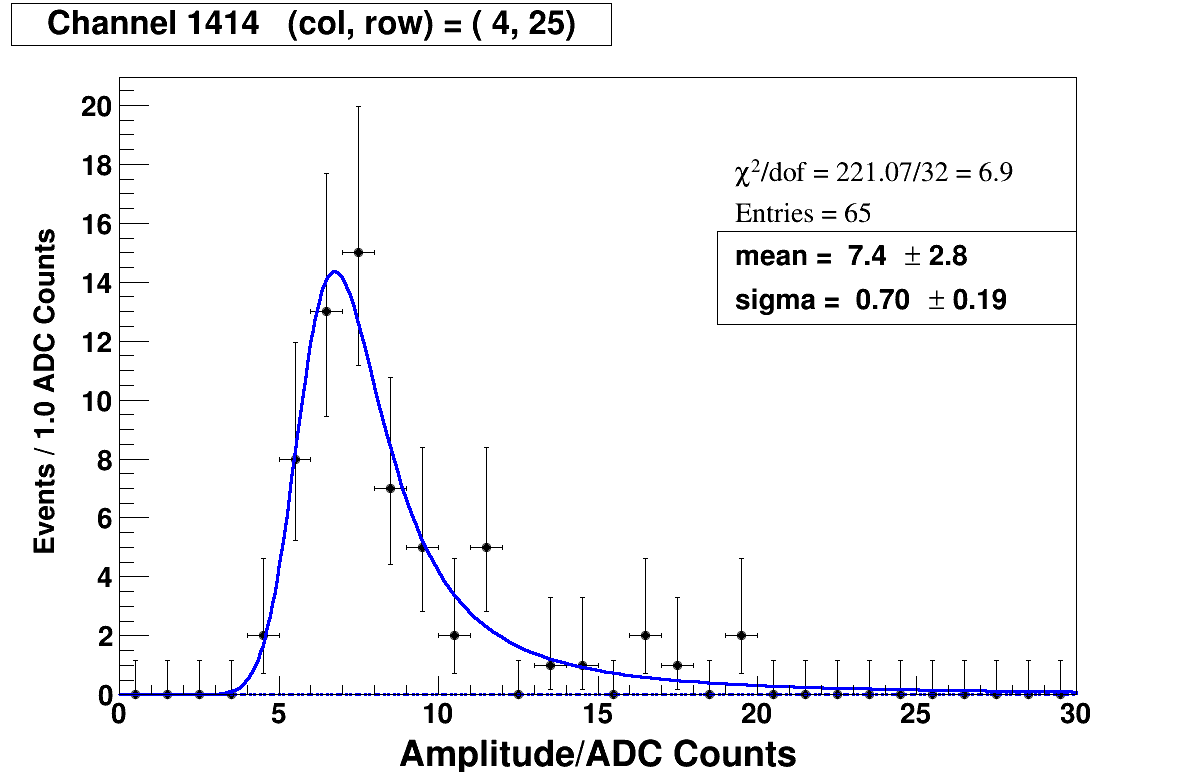 Channel 1414 (col, row) = ( 4, 25)
20
18
16
14
12
10
8
6
4
2
0
Events / 1.0 ADC Counts
χ²/dof = 221.07/32 = 6.9
Entries = 65
mean = 7.4 ± 2.8
sigma = 0.70 ± 0.19
0 5 10 15 20 25 30
Amplitude/ADC Counts